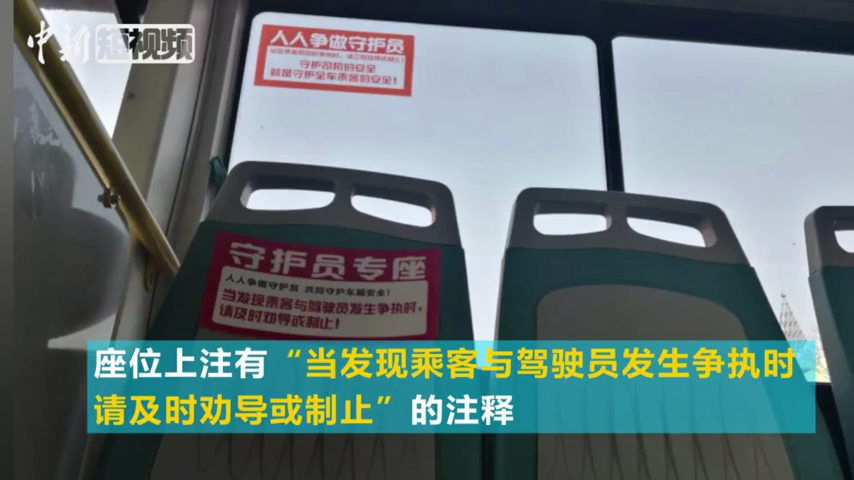 中新短视频
人人争做守护员
守护司机的安全
就是守护全车乘客的安全！
守护员专座
人人争做守护员 共同守护车厢安全！
当发现乘客与驾驶员发生争执时，
请及时劝导或制止！
座位上注有“当发现乘客与驾驶员发生争执时
请及时劝导或制止”的注释